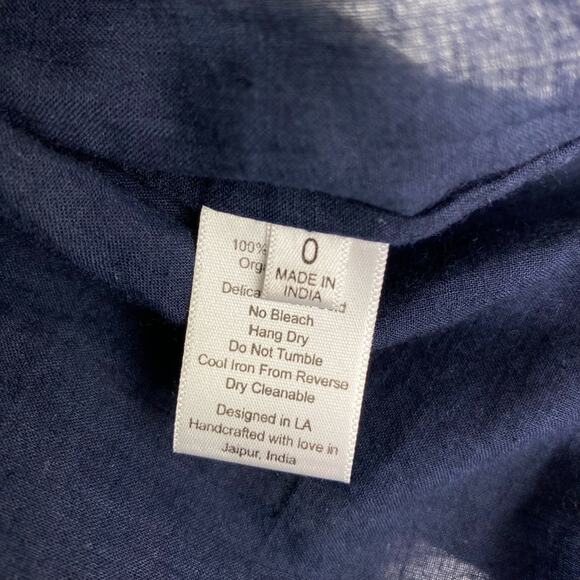 0
MADE IN
INDIA
100%
No Bleach
Hang Dry
Do Not Tumble
Cool Iron From Reverse
Dry Cleanable
Designed in LA
Handcrafted with love in
Jaipur, India